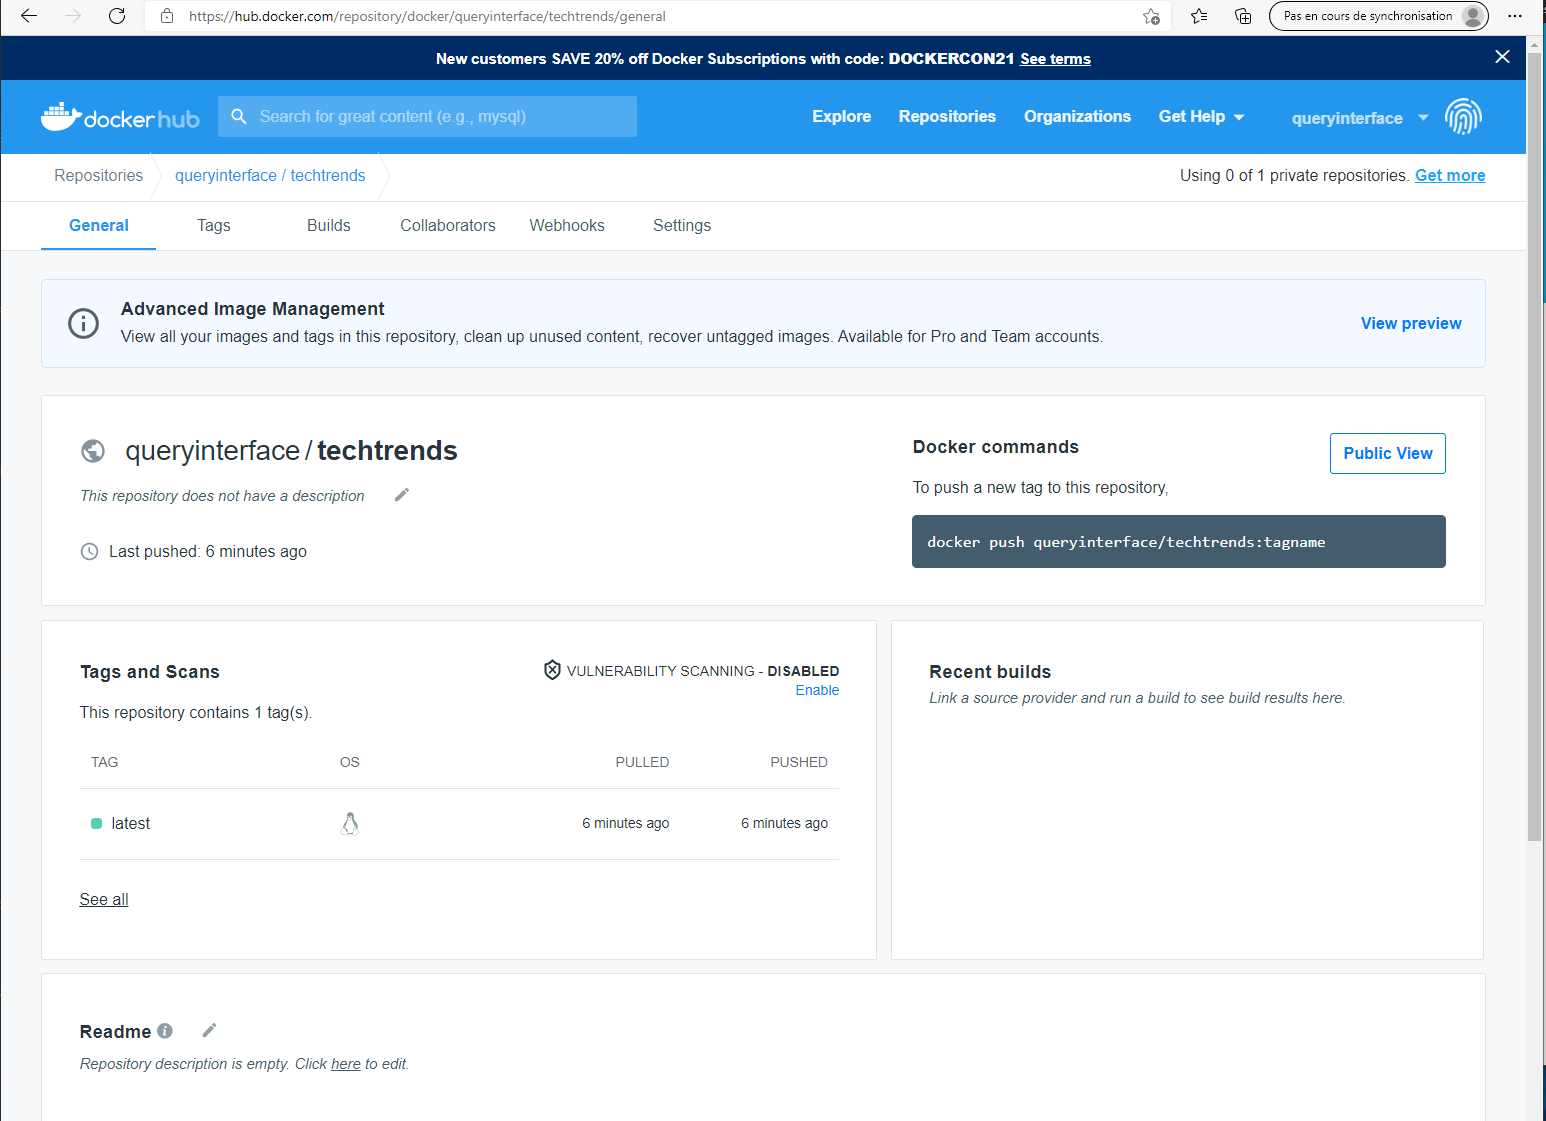 https://hub.docker.com/repository/docker/queryinterface/techtrends/general
Pas en cours de synchronisation
New customers SAVE 20% off Docker Subscriptions with code: DOCKERCON21 See terms
dockerhub
Search for great content (e.g., mysql)
Explore
Repositories
Organizations
Get Help
queryinterface
Repositories
queryinterface / techtrends
Using 0 of 1 private repositories. Get more
General
Tags
Builds
Collaborators
Webhooks
Settings
Advanced Image Management
View all your images and tags in this repository, clean up unused content, recover untagged images. Available for Pro and Team accounts.
View preview
queryinterface / techtrends
This repository does not have a description
Last pushed: 6 minutes ago
Docker commands
Public View
To push a new tag to this repository,
docker push queryinterface/techtrends:tagname
Tags and Scans
VULNERABILITY SCANNING - DISABLED
Enable
This repository contains 1 tag(s).
TAG
OS
PULLED
PUSHED
latest
6 minutes ago
6 minutes ago
See all
Recent builds
Link a source provider and run a build to see build results here.
Readme
Repository description is empty. Click here to edit.